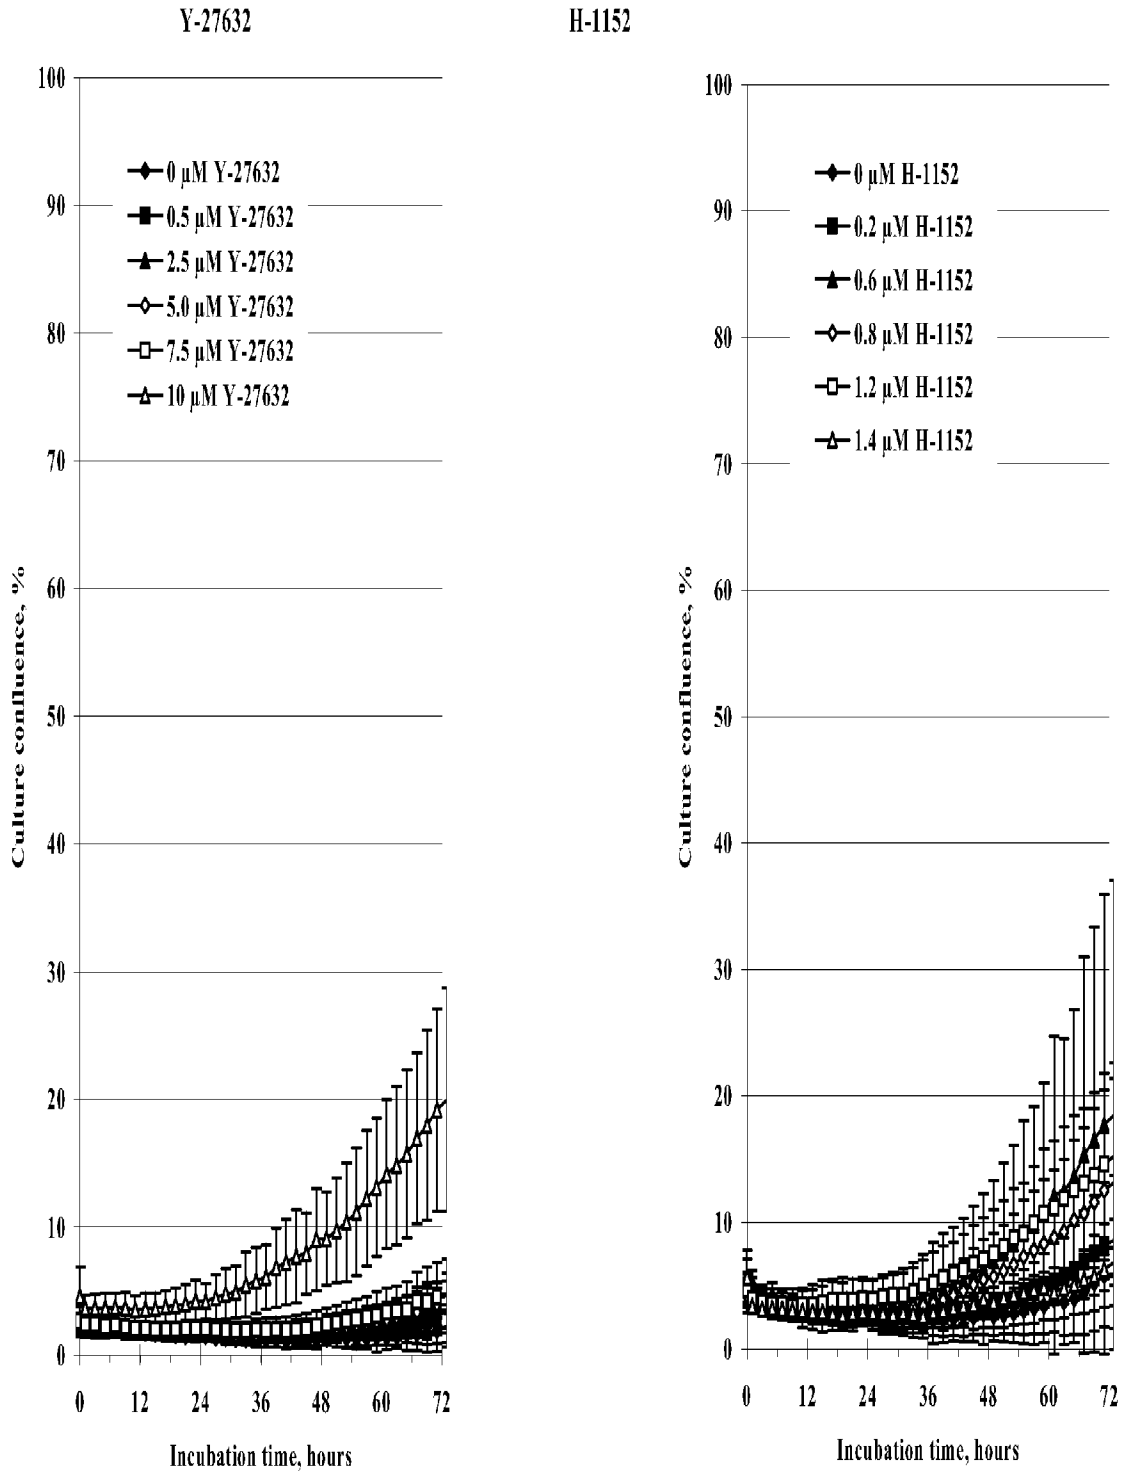 Y-27632
H-1152
100
90
80
70
60
50
40
30
20
10
0
0 µM Y-27632
0.5 µM Y-27632
2.5 µM Y-27632
5.0 µM Y-27632
7.5 µM Y-27632
10 µM Y-27632
Culture confluence, %
0 12 24 36 48 60 72
Incubation time, hours
100
90
80
70
60
50
40
30
20
10
0
0 µM H-1152
0.2 µM H-1152
0.6 µM H-1152
0.8 µM H-1152
1.2 µM H-1152
1.4 µM H-1152
Culture confluence, %
0 12 24 36 48 60 72
Incubation time, hours